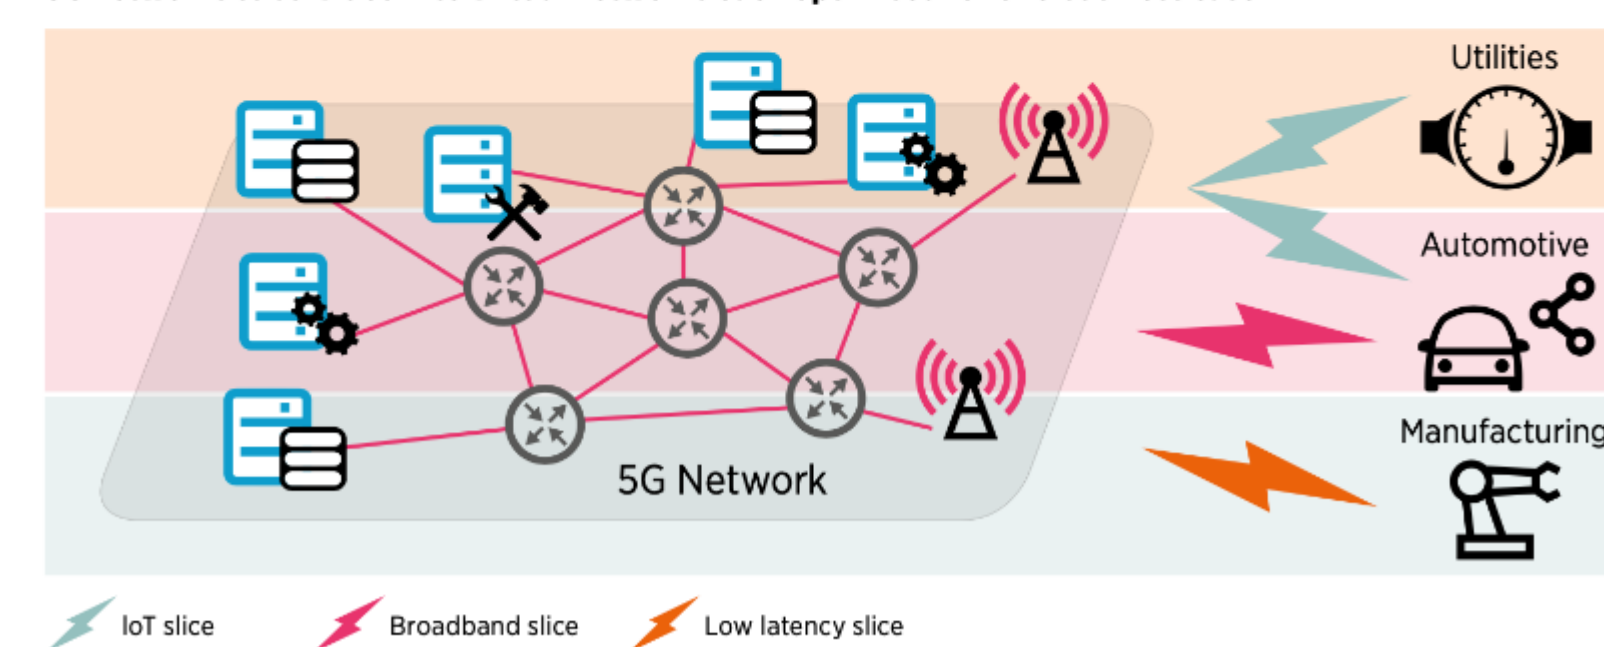 Utilities
Automotive
Manufacturing
5G Network
IoT slice
Broadband slice
Low latency slice